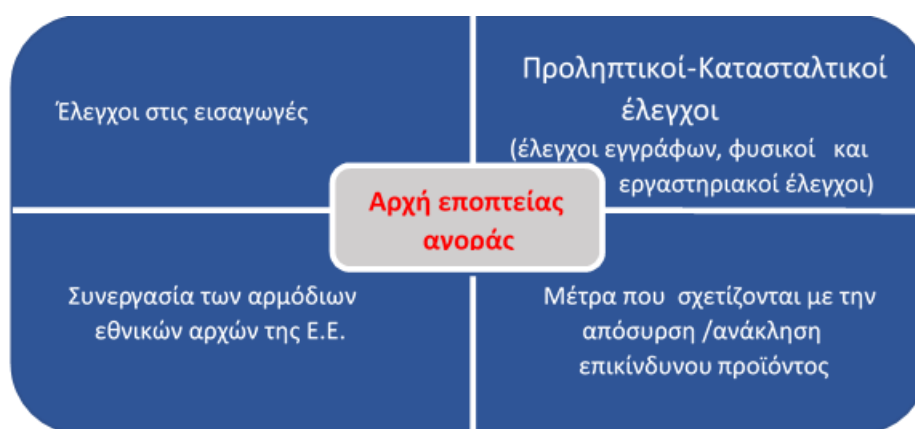 Έλεγχοι στις εισαγωγές
Προληπτικοί-Κατασταλτικοί
έλεγχοι
(έλεγχοι εγγράφων, φυσικοί και
εργαστηριακοί έλεγχοι)
Αρχή εποπτείας
αγοράς
Συνεργασία των αρμόδιων
εθνικών αρχών της Ε.Ε.
Μέτρα που σχετίζονται με την
απόσυρση /ανάκληση
επικίνδυνου προϊόντος